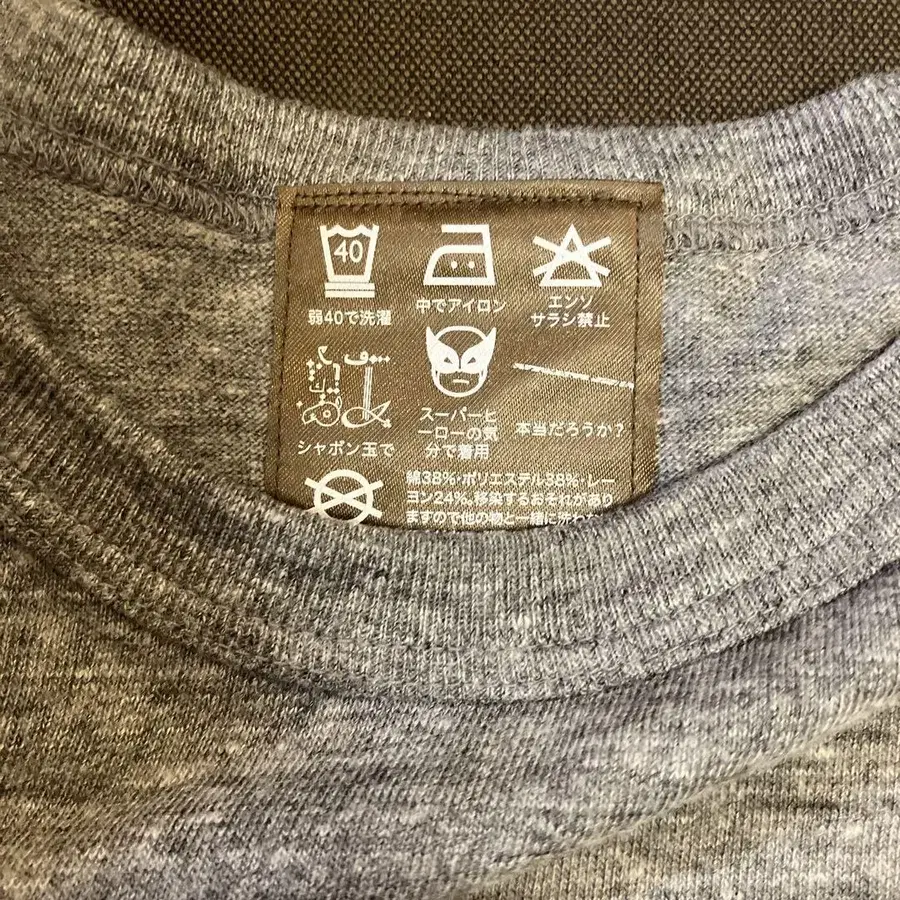 40
弱40で洗濯
中でアイロン
エンソ
サラシ禁止
シャボン玉で
スーパーヒ
ーローの気
分で着用
本当だろうか？
綿38%・ポリエステル38%・レー
ヨン24%。移染するおそれがあり
ますので他の物と一緒に洗わ